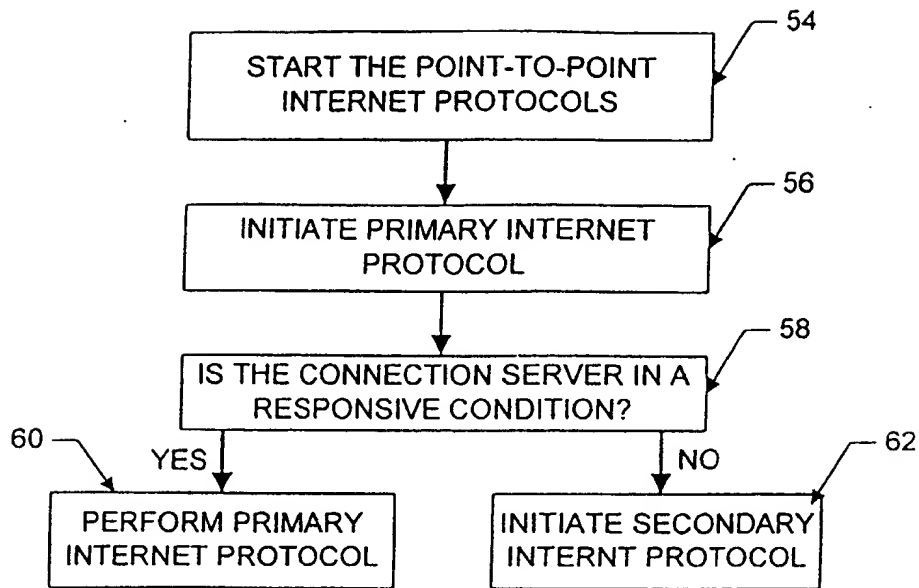 54
START THE POINT-TO-POINT
INTERNET PROTOCOLS
56
INITIATE PRIMARY INTERNET
PROTOCOL
58
IS THE CONNECTION SERVER IN A
RESPONSIVE CONDITION?
60
YES
NO
62
PERFORM PRIMARY
INTERNET PROTOCOL
INITIATE SECONDARY
INTERNT PROTOCOL